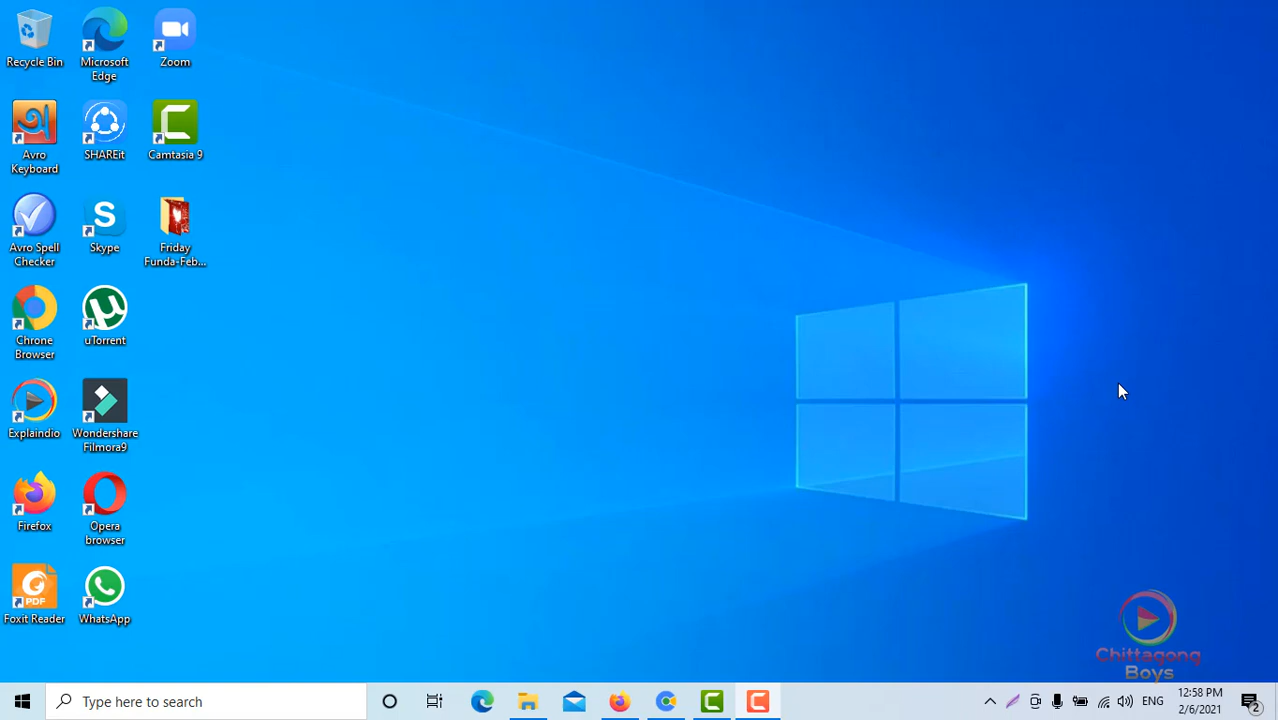 Recycle Bin
Microsoft
Edge
Zoom
Avro
Keyboard
SHAREit
Camtasia 9
Avro Spell
Checker
Skype
Friday
Funda-Feb...
Chrome
Browser
uTorrent
Explaindio
Wondershare
Filmora9
Firefox
Opera
browser
PDF
Foxit Reader
WhatsApp
Chittagong
Boys
Type here to search
ENG
12:58 PM
2/6/2021
2